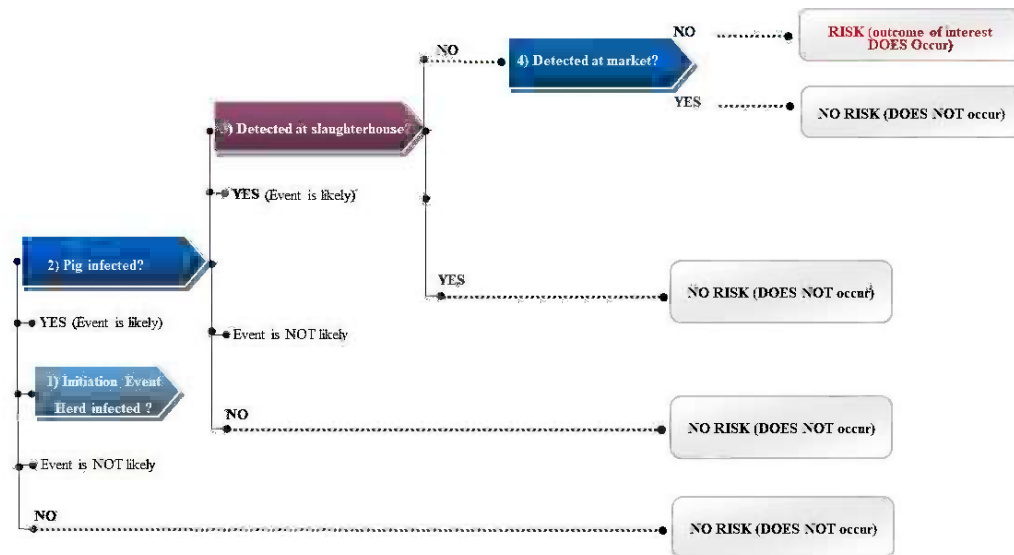 NO
RISK (outcome of interest
DOES Occur)
NO
4) Detected at market?
YES
NO RISK (DOES NOT occur)
3) Detected at slaughterhouse?
YES (Event is likely)
2) Pig infected?
YES
NO RISK (DOES NOT occur)
YES (Event is likely)
Event is NOT likely
1) Initiation Event
Herd infected ?
NO
NO RISK (DOES NOT occur)
Event is NOT likely
NO
NO RISK (DOES NOT occur)